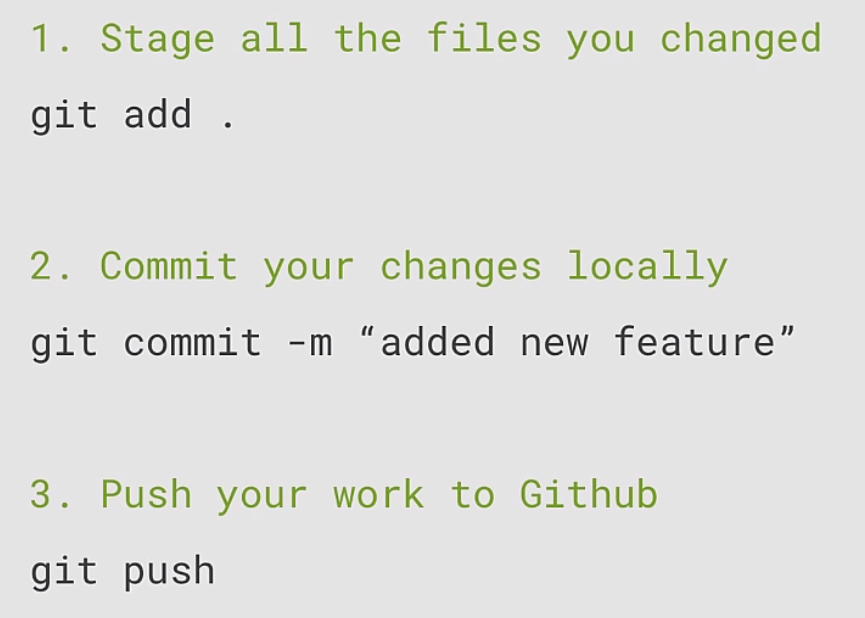 1. Stage all the files you changed
git add .
2. Commit your changes locally
git commit -m “added new feature”
3. Push your work to Github
git push